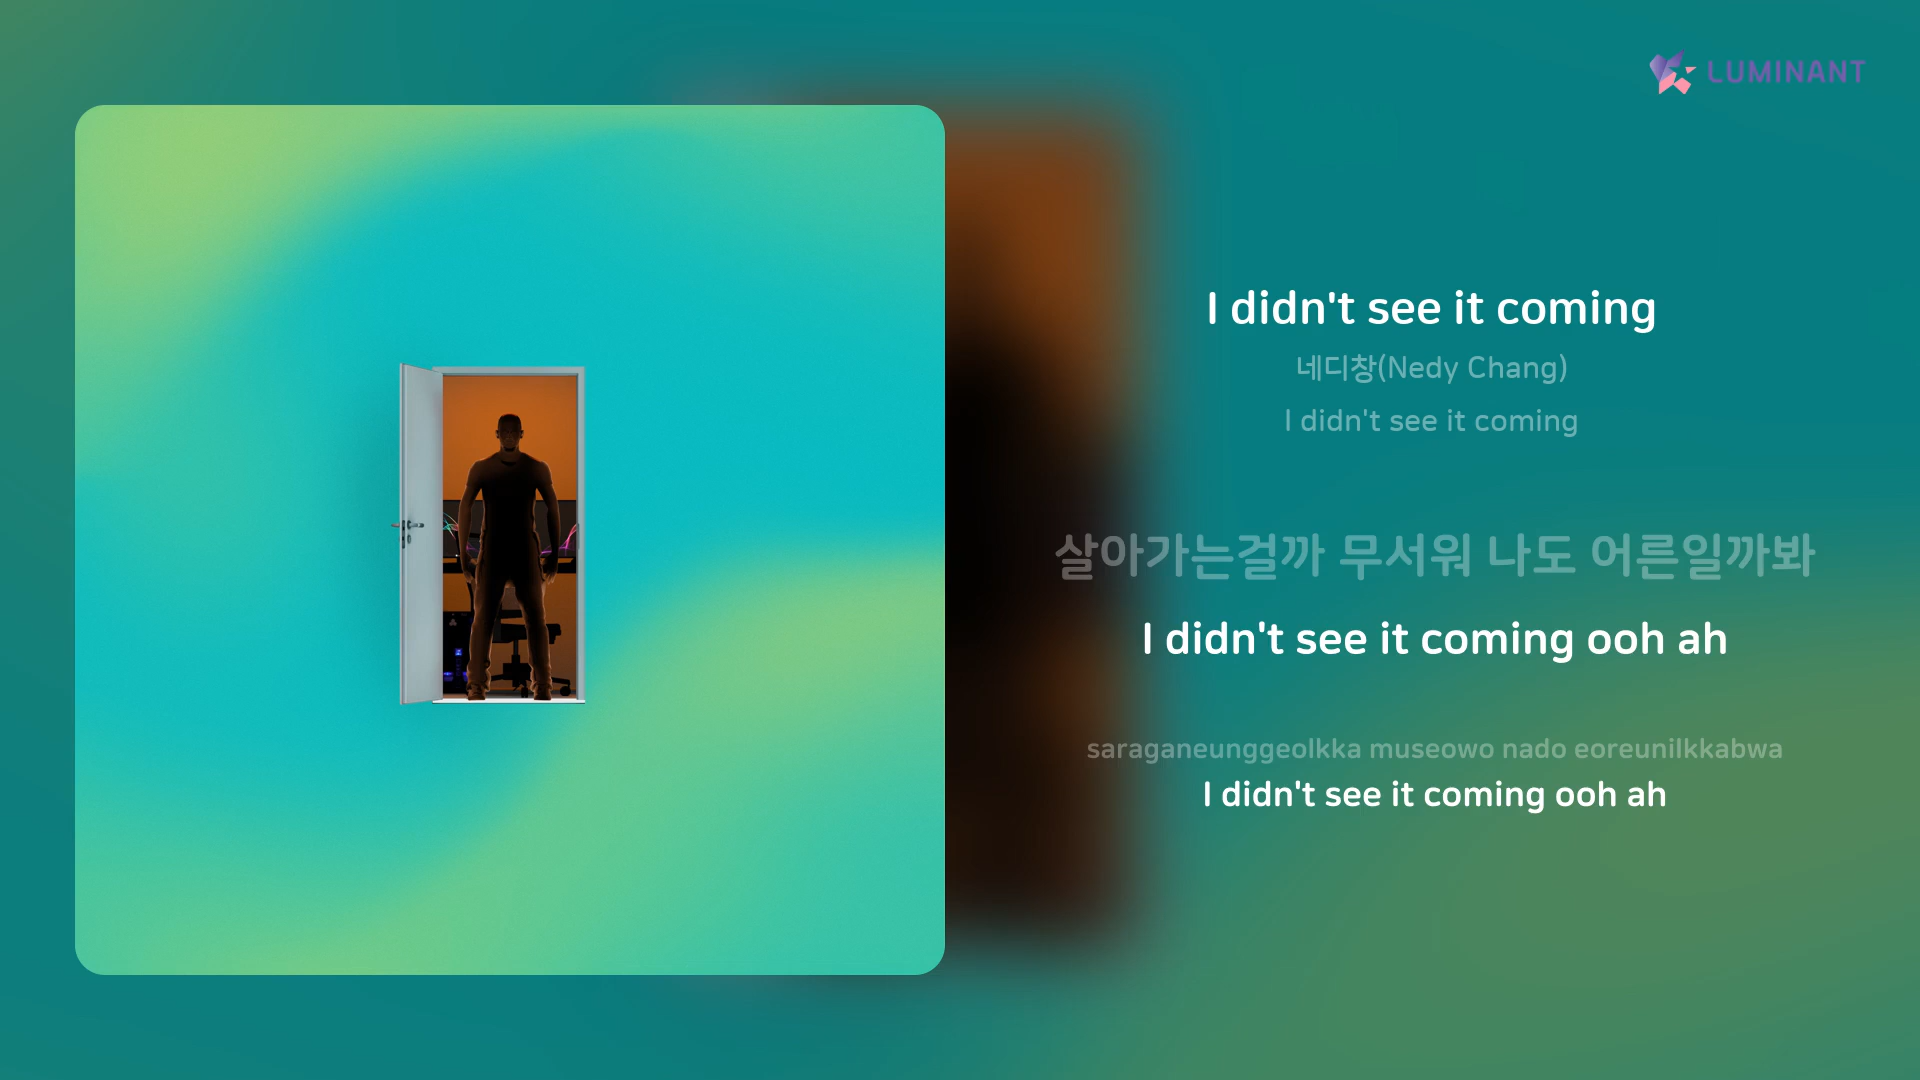 LUMINANT
I didn't see it coming
네디창(Nedy Chang)
I didn't see it coming
살아가는걸까 무서워 나도 어른일까봐
I didn't see it coming ooh ah
saraganeunggeolkka museowo nado eoreunilkkabwa
I didn't see it coming ooh ah